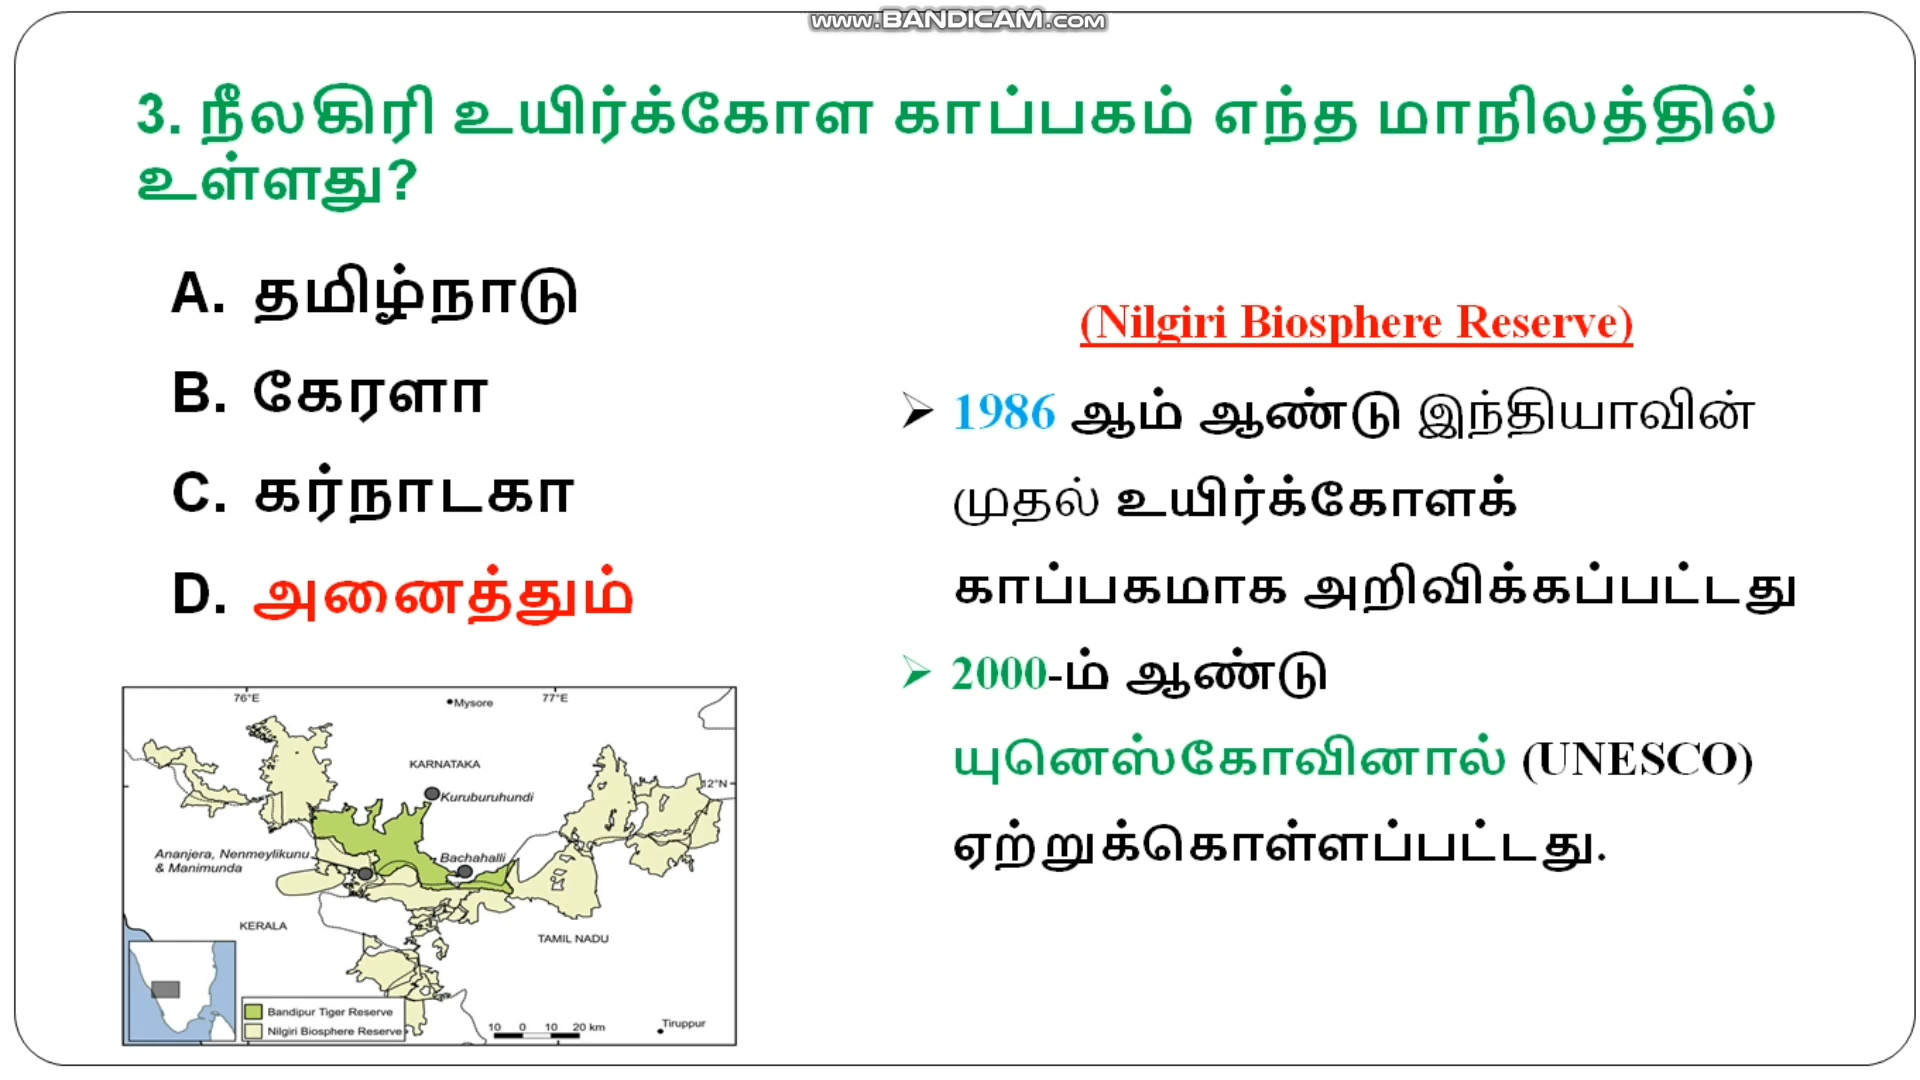 www.BANDICAM.com
3. நீலகிரி உயிர்க்கோள காப்பகம் எந்த மாநிலத்தில்
உள்ளது?
A. தமிழ்நாடு
B. கேரளா
C. கர்நாடகா
D. அனைத்தும்
(Nilgiri Biosphere Reserve)
➢ 1986 ஆம் ஆண்டு இந்தியாவின்
முதல் உயிர்க்கோளக்
காப்பகமாக அறிவிக்கப்பட்டது
➢ 2000-ம் ஆண்டு
யுனெஸ்கோவினால் (UNESCO)
ஏற்றுக்கொள்ளப்பட்டது.
76°E
77°E
Mysore
KARNATAKA
12°N
Kuruburuhundi
Ananjera, Nenmeylikunu
& Manimunda
Bachahalli
KERALA
TAMIL NADU
Bandipur Tiger Reserve
Nilgiri Biosphere Reserve
10 0 10 20 km
Tiruppur